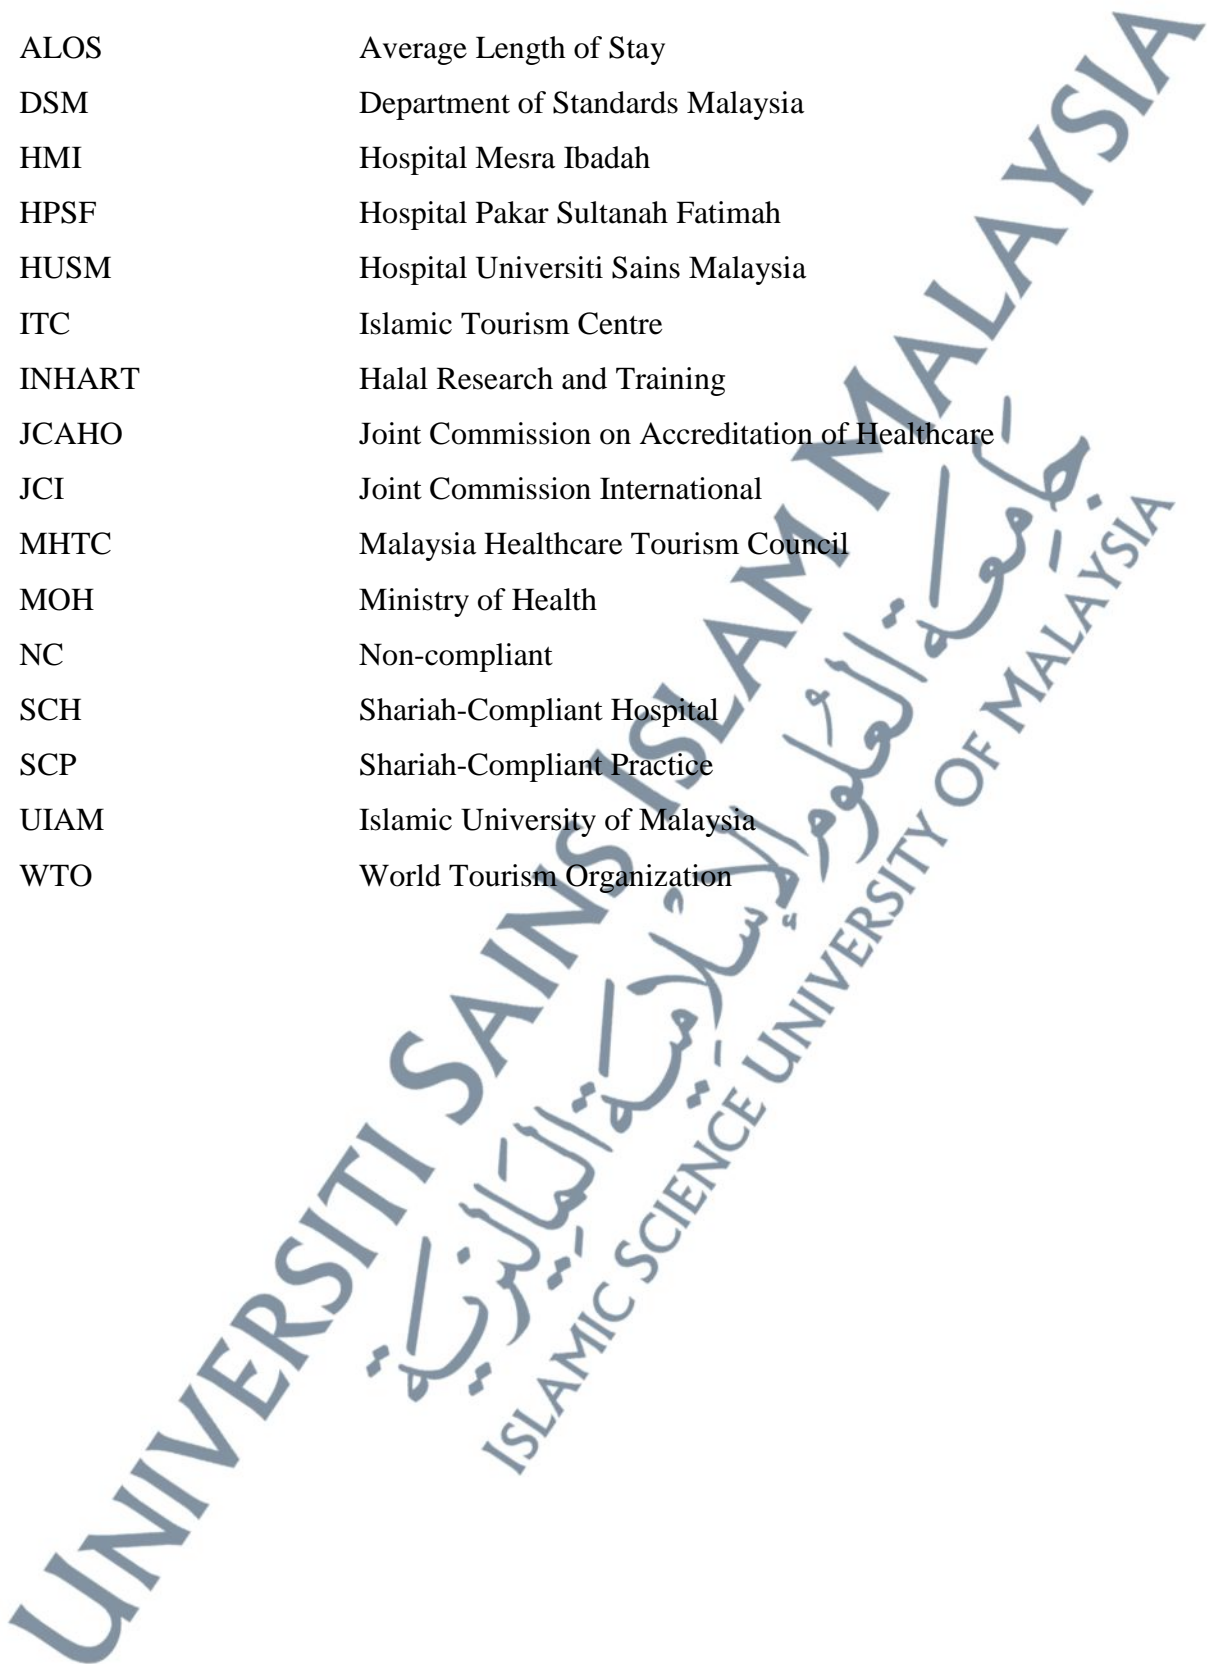 ALOS Average Length of Stay
DSM Department of Standards Malaysia
HMI Hospital Mesra Ibadah
HPSF Hospital Pakar Sultanah Fatimah
HUSM Hospital Universiti Sains Malaysia
ITC Islamic Tourism Centre
INHART Halal Research and Training
JCAHO Joint Commission on Accreditation of Healthcare
JCI Joint Commission International
MHTC Malaysia Healthcare Tourism Council
MOH Ministry of Health
NC Non-compliant
SCH Shariah-Compliant Hospital
SCP Shariah-Compliant Practice
UIAM Islamic University of Malaysia
WTO World Tourism Organization
UNIVERSITI SAINS ISLAM MALAYSIA
جامعة العلوم الإسلامية الماليزية
ISLAMIC SCIENCE UNIVERSITY OF MALAYSIA